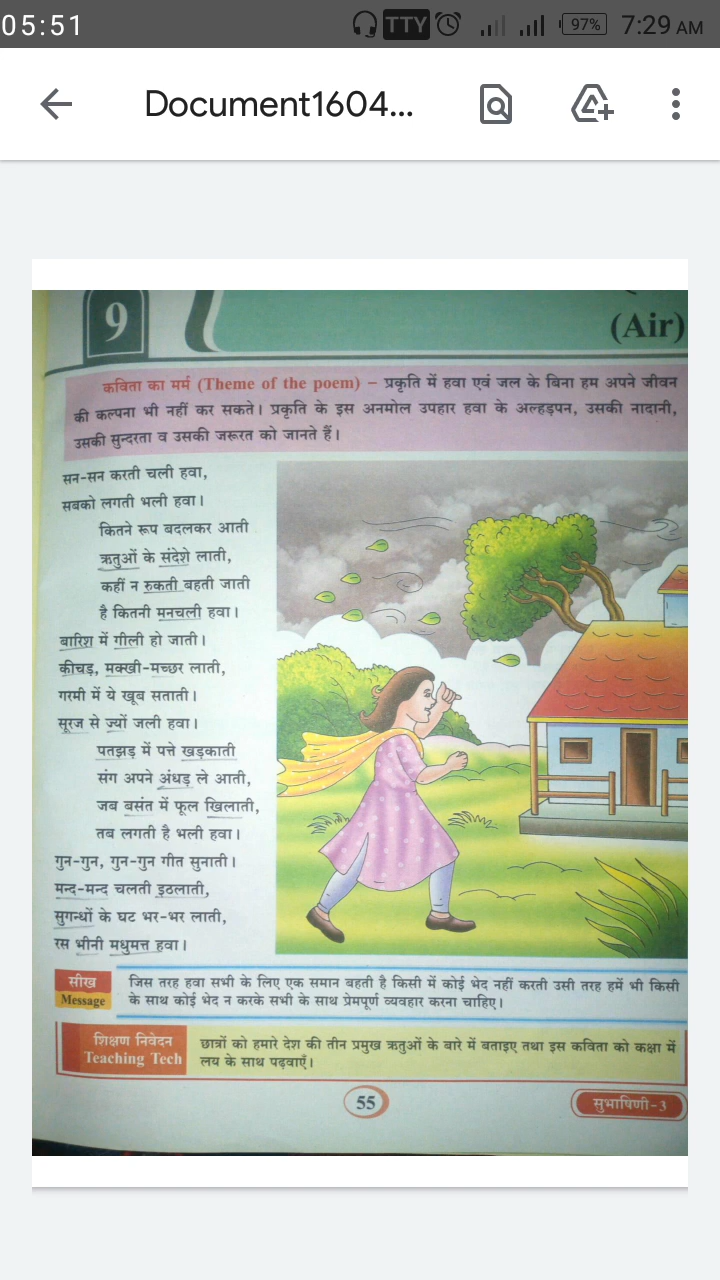 05:51 TTY 97% 7:29 AM
Document1604...
9
(Air)
कविता का मर्म (Theme of the poem) – प्रकृति में हवा एवं जल के बिना हम अपने जीवन
की कल्पना भी नहीं कर सकते। प्रकृति के इस अनमोल उपहार हवा के अल्हड़पन, उसकी नादानी,
उसकी सुन्दरता व उसकी जरूरत को जानते हैं।
सन-सन करती चली हवा,
सबको लगती भली हवा।
कितने रूप बदलकर आती
ऋतुओं के संदेशे लाती,
कहीं न रुकती बहती जाती
है कितनी मनचली हवा।
बारिश में गीली हो जाती।
कीचड़, मक्खी-मच्छर लाती,
गरमी में ये खूब सताती।
सूरज से ज्यों जली हवा।
पतझड़ में पत्ते खड़काती
संग अपने अंधड़ ले आती,
जब बसंत में फूल खिलाती,
तब लगती है भली हवा।
गुन-गुन, गुन-गुन गीत सुनाती।
मन्द-मन्द चलती इठलाती,
सुगन्धों के घट भर-भर लाती,
रस भीनी मधुमत्त हवा।
सीख
Message
जिस तरह हवा सभी के लिए एक समान बहती है किसी में कोई भेद नहीं करती उसी तरह हमें भी किसी
के साथ कोई भेद न करके सभी के साथ प्रेमपूर्ण व्यवहार करना चाहिए।
शिक्षण निवेदन
Teaching Tech
छात्रों को हमारे देश की तीन प्रमुख ऋतुओं के बारे में बताइए तथा इस कविता को कक्षा में
लय के साथ पढ़वाएँ।
55
सुभाषिणी-3